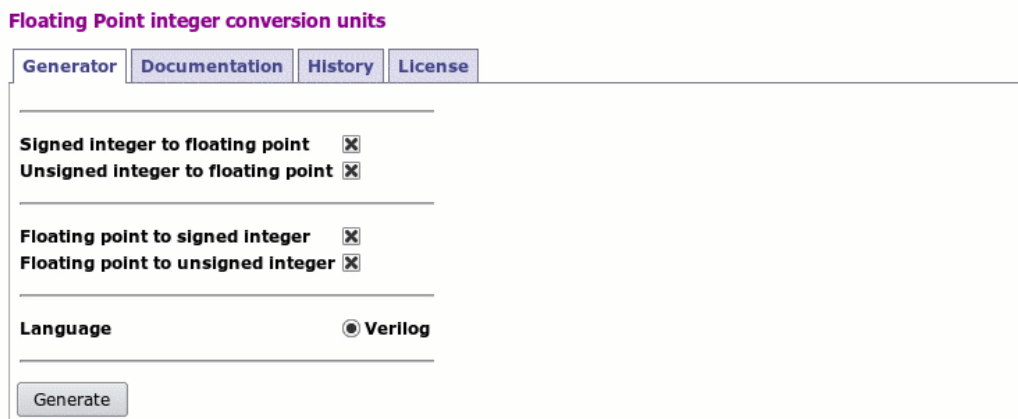 Floating Point integer conversion units
Generator Documentation History License
Signed integer to floating point
Unsigned integer to floating point
Floating point to signed integer
Floating point to unsigned integer
Language Verilog
Generate